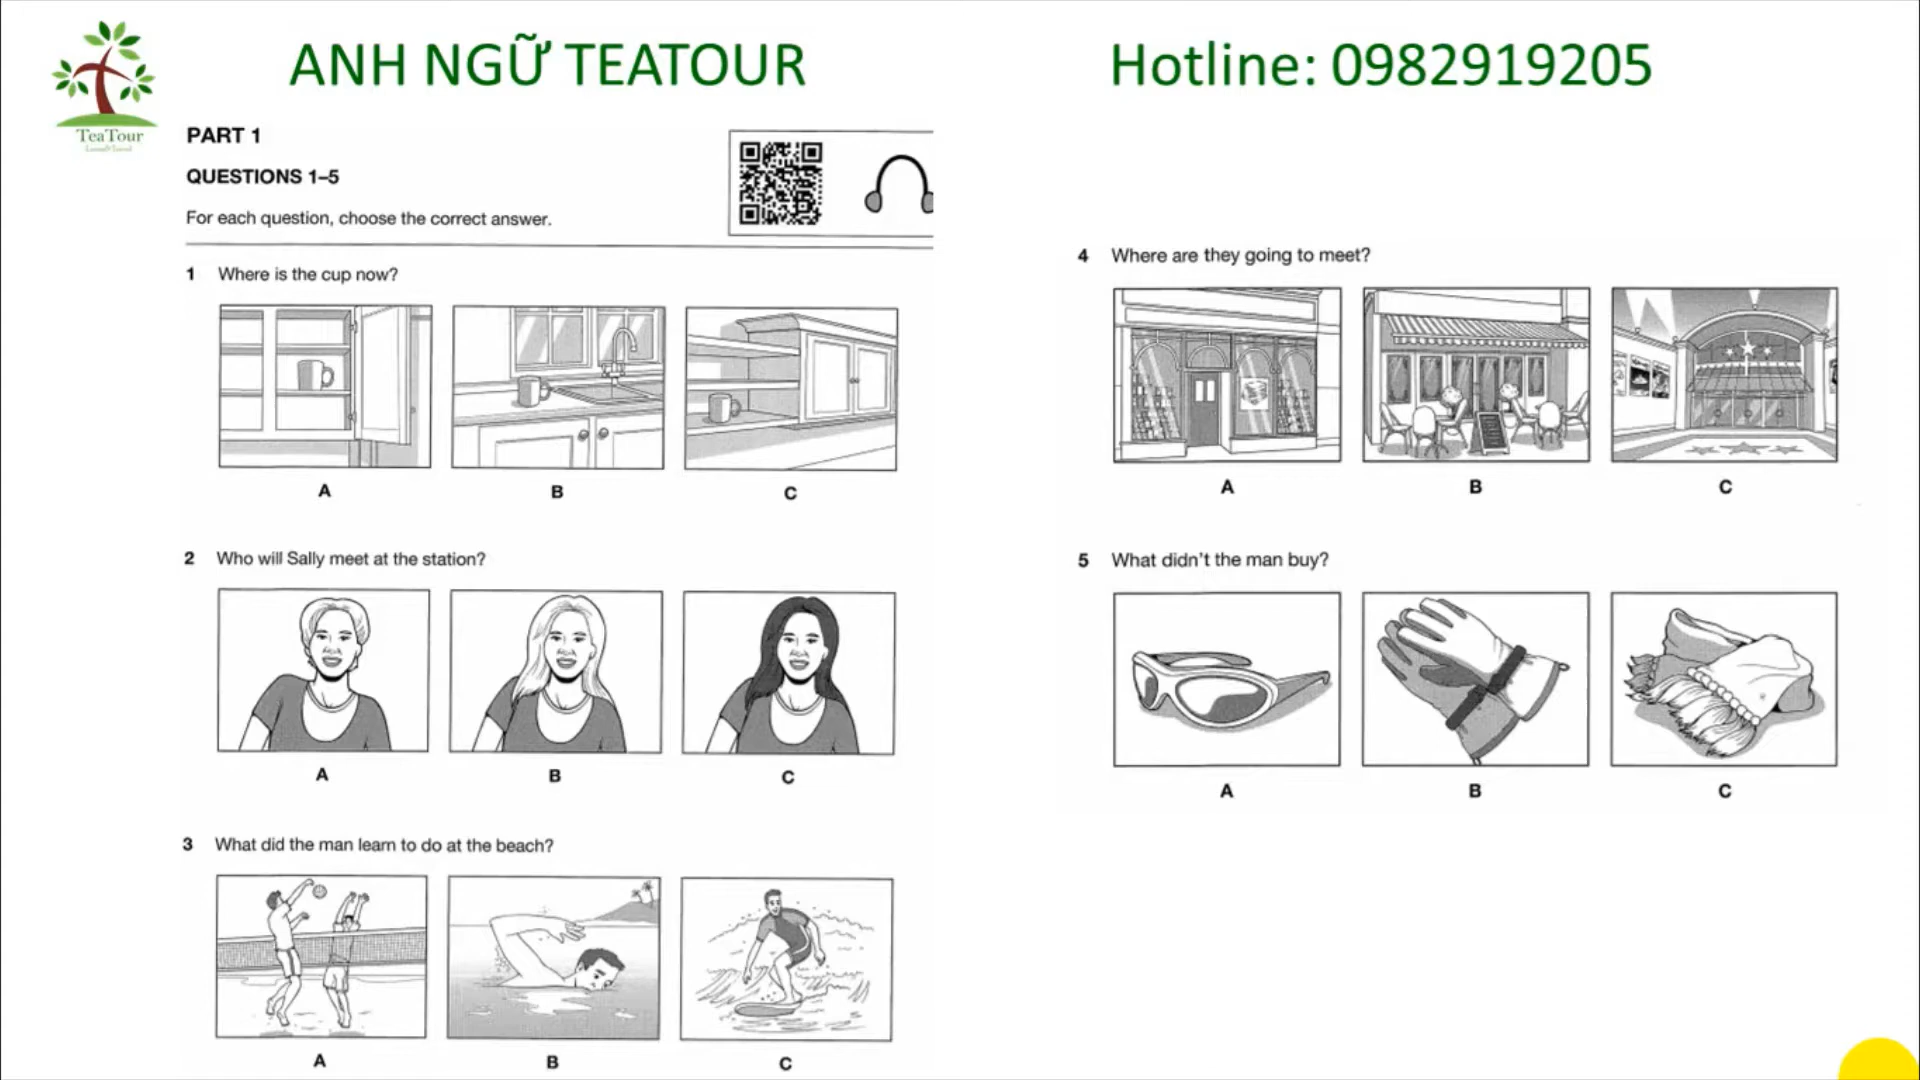 ANH NGỮ TEATOUR
Hotline: 0982919205
TeaTour
PART 1
QUESTIONS 1–5
For each question, choose the correct answer.
1 Where is the cup now?
A
B
C
2 Who will Sally meet at the station?
A
B
C
3 What did the man learn to do at the beach?
A
B
C
4 Where are they going to meet?
A
B
C
5 What didn't the man buy?
A
B
C